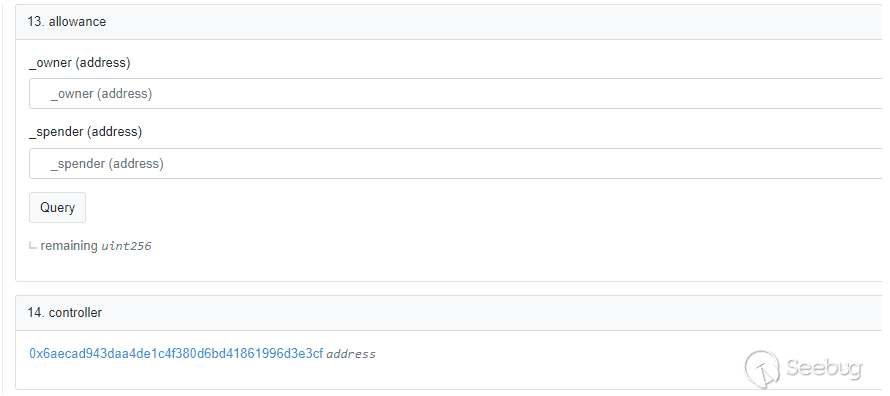 13. allowance
_owner (address)
_owner (address)
_spender (address)
_spender (address)
Query
remaining uint256
14. controller
0x6aecad943daa4de1c4f380d6bd41861996d3e3cf address
Seebug